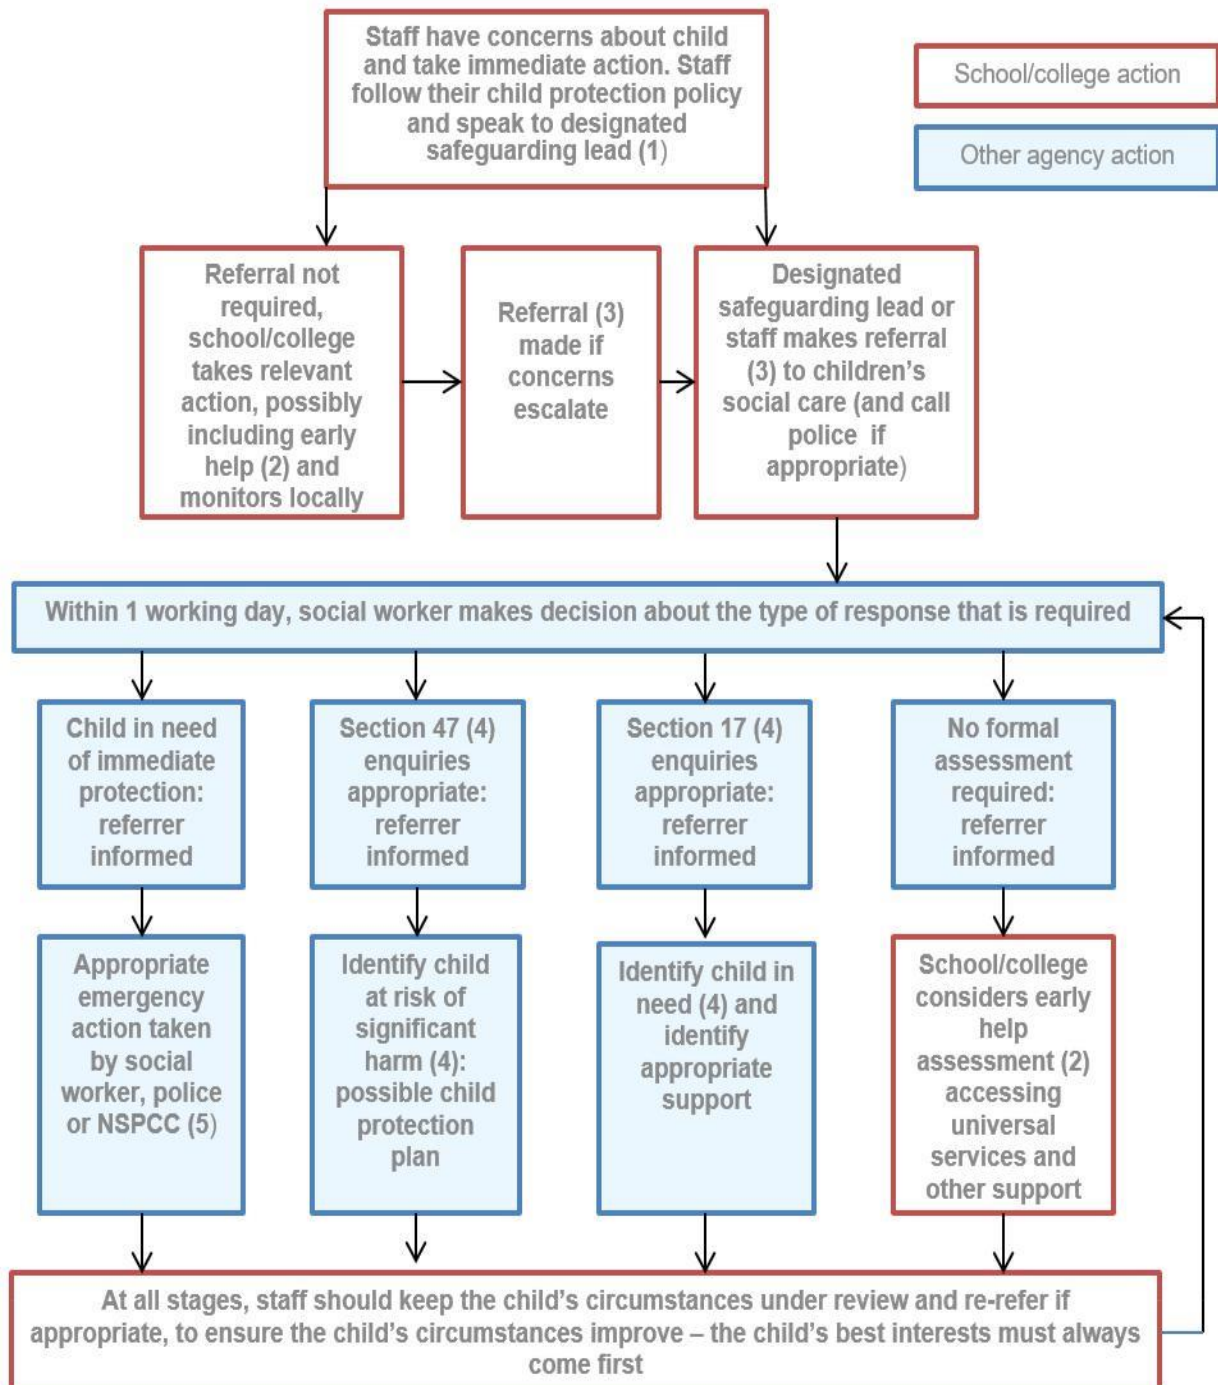 Staff have concerns about child
and take immediate action. Staff
follow their child protection policy
and speak to designated
safeguarding lead (1)
School/college action
Other agency action
Referral not
required,
school/college
takes relevant
action, possibly
including early
help (2) and
monitors locally
Referral (3)
made if
concerns
escalate
Designated
safeguarding lead or
staff makes referral
(3) to children’s
social care (and call
police if
appropriate)
Within 1 working day, social worker makes decision about the type of response that is required
Child in need
of immediate
protection:
referrer
informed
Section 47 (4)
enquiries
appropriate:
referrer
informed
Section 17 (4)
enquiries
appropriate:
referrer
informed
No formal
assessment
required:
referrer
informed
Appropriate
emergency
action taken
by social
worker, police
or NSPCC (5)
Identify child
at risk of
significant
harm (4):
possible child
protection
plan
Identify child in
need (4) and
identify
appropriate
support
School/college
considers early
help
assessment (2)
accessing
universal
services and
other support
At all stages, staff should keep the child’s circumstances under review and re-refer if
appropriate, to ensure the child’s circumstances improve – the child’s best interests must always
come first